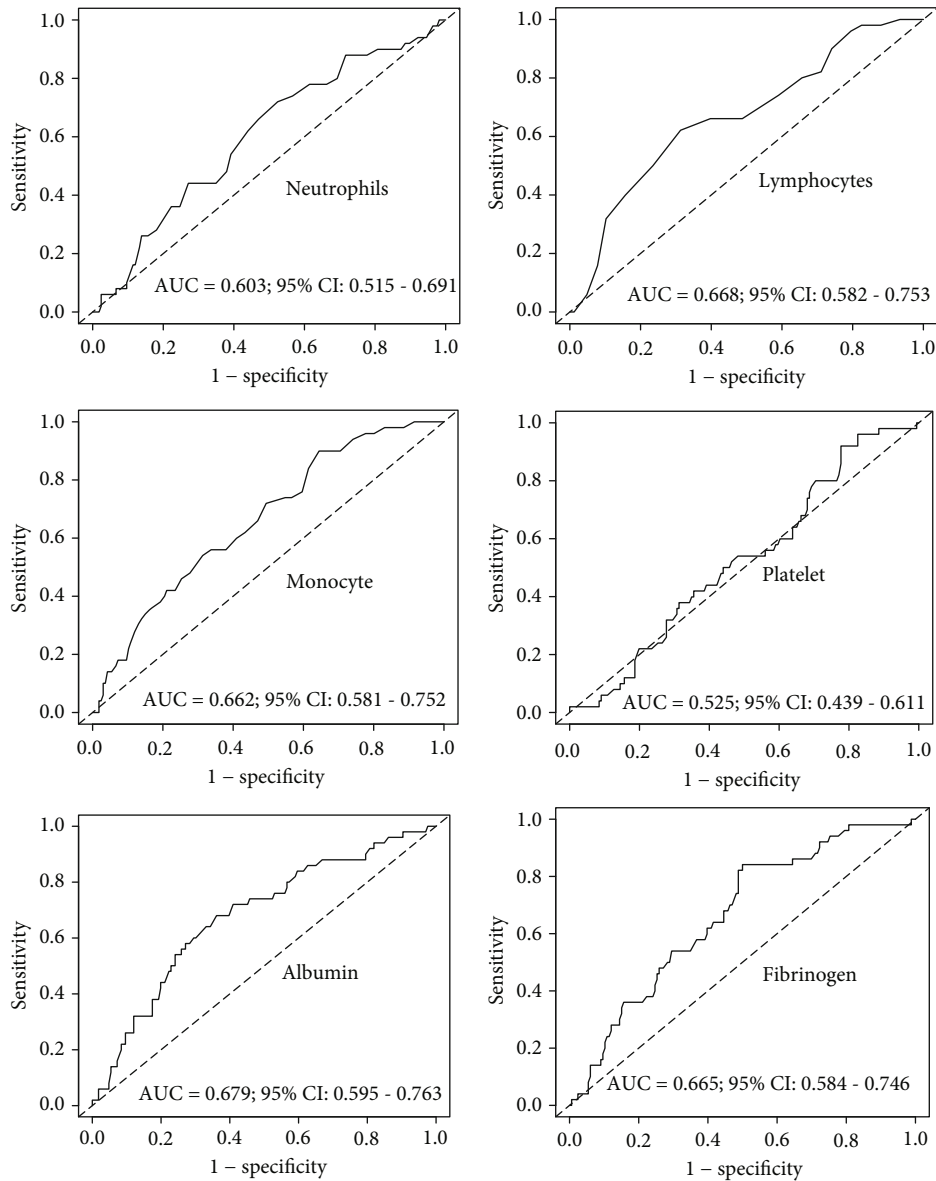 1.0
0.8
0.6
0.4
0.2
0.0
Sensitivity
Neutrophils
AUC = 0.603; 95% CI: 0.515 - 0.691
0.0 0.2 0.4 0.6 0.8 1.0
1 − specificity
1.0
0.8
0.6
0.4
0.2
0.0
Sensitivity
Lymphocytes
AUC = 0.668; 95% CI: 0.582 - 0.753
0.0 0.2 0.4 0.6 0.8 1.0
1 − specificity
1.0
0.8
0.6
0.4
0.2
0.0
Sensitivity
Monocyte
AUC = 0.662; 95% CI: 0.581 - 0.752
0.0 0.2 0.4 0.6 0.8 1.0
1 − specificity
1.0
0.8
0.6
0.4
0.2
0.0
Sensitivity
Platelet
AUC = 0.525; 95% CI: 0.439 - 0.611
0.0 0.2 0.4 0.6 0.8 1.0
1 − specificity
1.0
0.8
0.6
0.4
0.2
0.0
Sensitivity
Albumin
AUC = 0.679; 95% CI: 0.595 - 0.763
0.0 0.2 0.4 0.6 0.8 1.0
1 − specificity
1.0
0.8
0.6
0.4
0.2
0.0
Sensitivity
Fibrinogen
AUC = 0.665; 95% CI: 0.584 - 0.746
0.0 0.2 0.4 0.6 0.8 1.0
1 − specificity